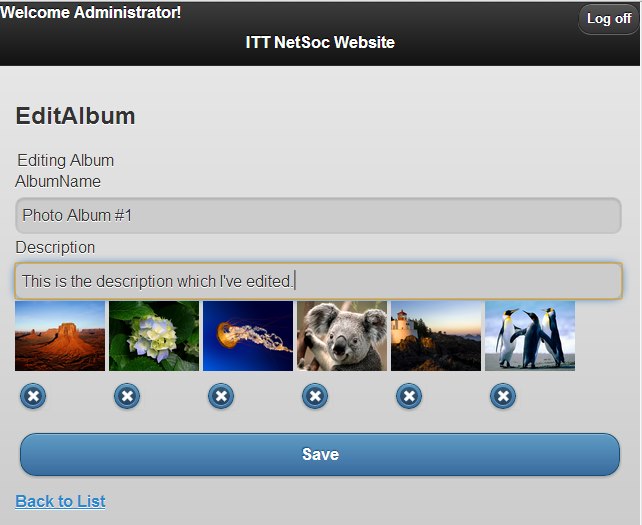 Welcome Administrator!
Log off
ITT NetSoc Website
EditAlbum
Editing Album
AlbumName
Photo Album #1
Description
This is the description which I've edited.
Save
Back to List